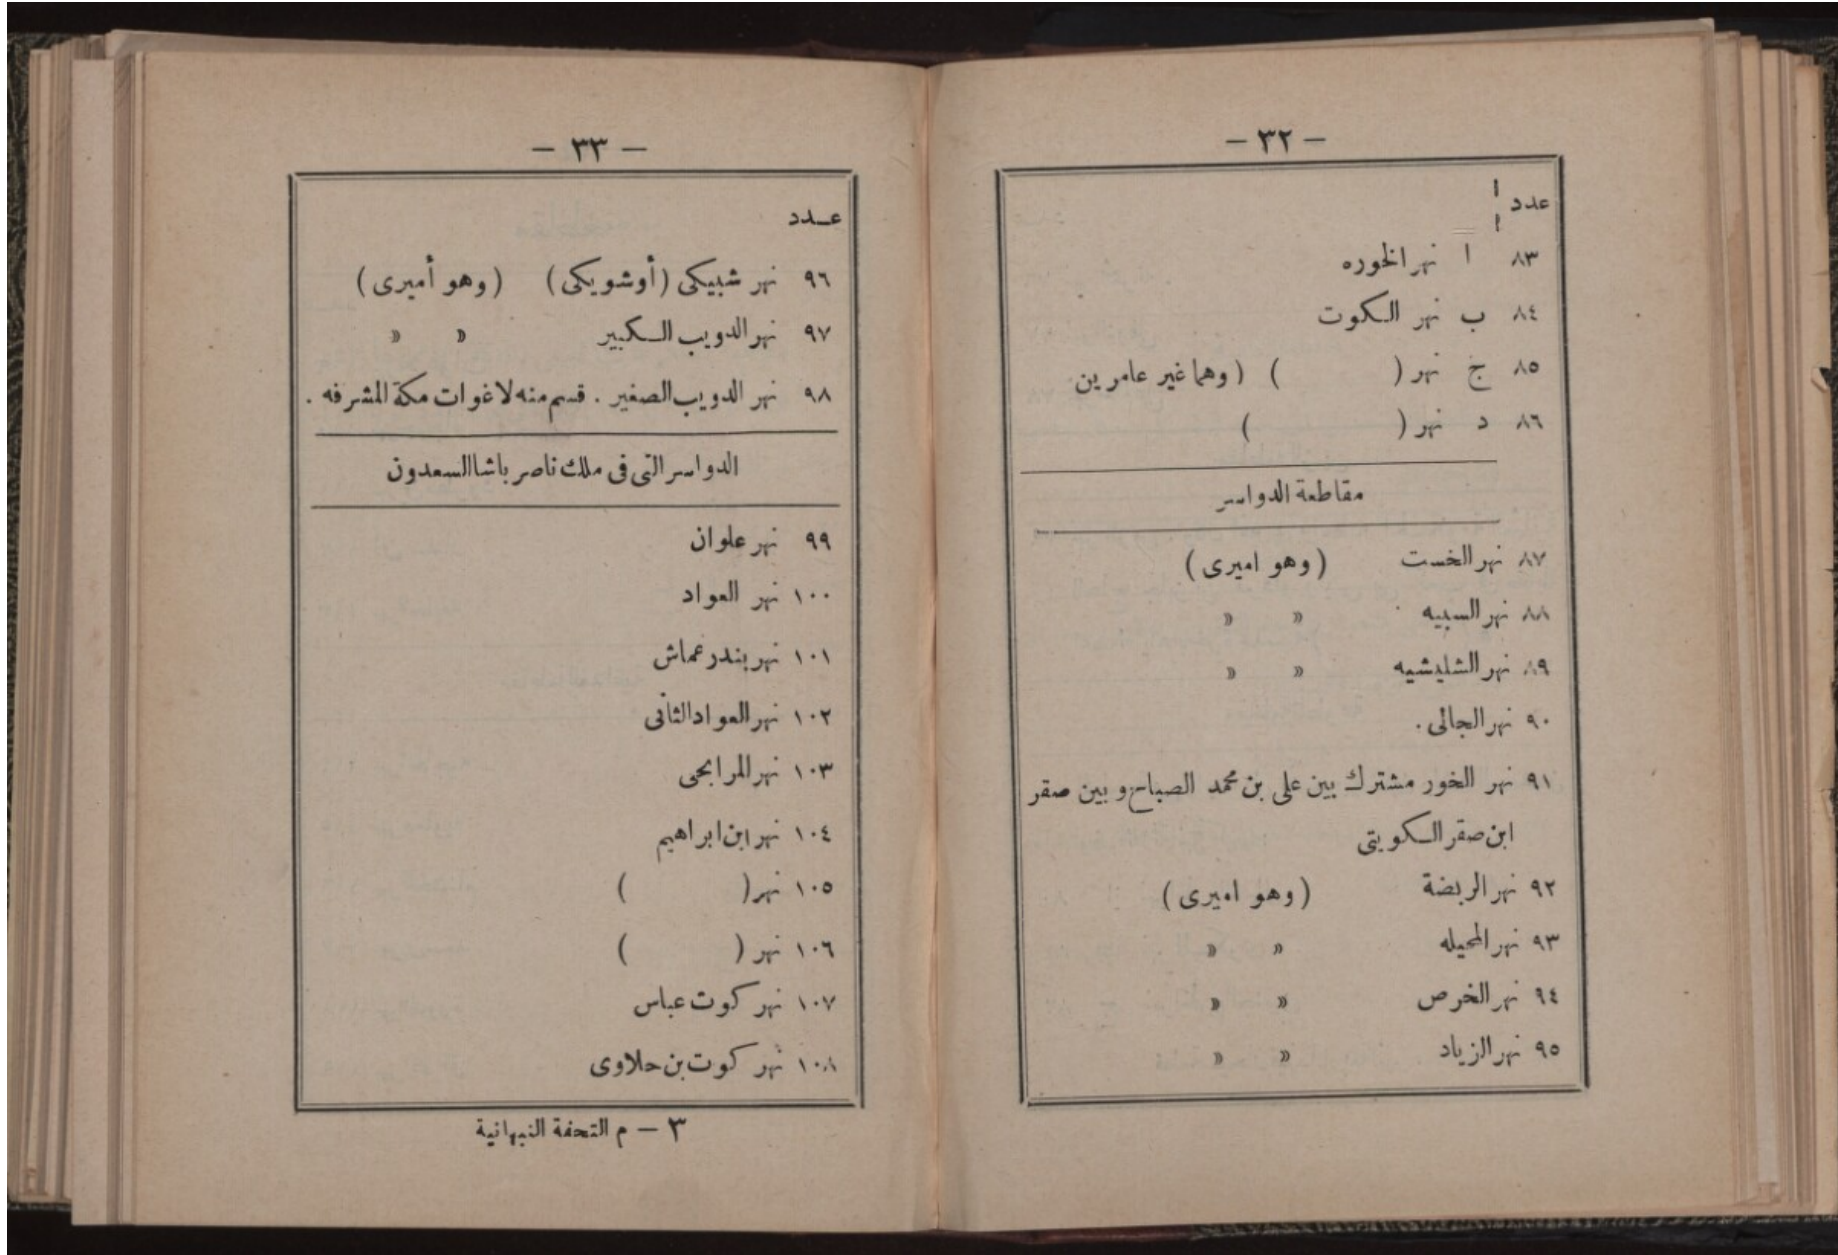 — ٣٢ —
عدد
٨٣ ا نهر الخوره
٨٤ ب نهر الكوت
٨٥ ج نهر ( ) ( وهما غير عامرين
٨٦ د نهر ( )
مقاطعة الدواسر
٨٧ نهر الخست ( وهو اميرى )
٨٨ نهر السبيه » »
٨٩ نهر الشليشيه » »
٩٠ نهر الجالى .
٩١ نهر الخور مشترك بين على بن محمد الصباح و بين صقر
ابن صقر الكويتى
٩٢ نهر الربضة ( وهو اميرى )
٩٣ نهر المحيله » »
٩٤ نهر الخرص » »
٩٥ نهر الزياد » »
— ٣٣ —
عدد
٩٦ نهر شبيكى ( أوشويكى ) ( وهو أميرى )
٩٧ نهر الدويب الكبير » »
٩٨ نهر الدويب الصغير . قسم منه لاغوات مكة المشرفه .
الدواسر التى فى ملك ناصر باشا السعدون
٩٩ نهر علوان
١٠٠ نهر العواد
١٠١ نهر بندر عماش
١٠٢ نهر العواد الثانى
١٠٣ نهر المرابحى
١٠٤ نهر ابن ابراهيم
١٠٥ نهر ( )
١٠٦ نهر ( )
١٠٧ نهر كوت عباس
١٠٨ نهر كوت بن حلاوى
٣ — م التحفة النبهانية